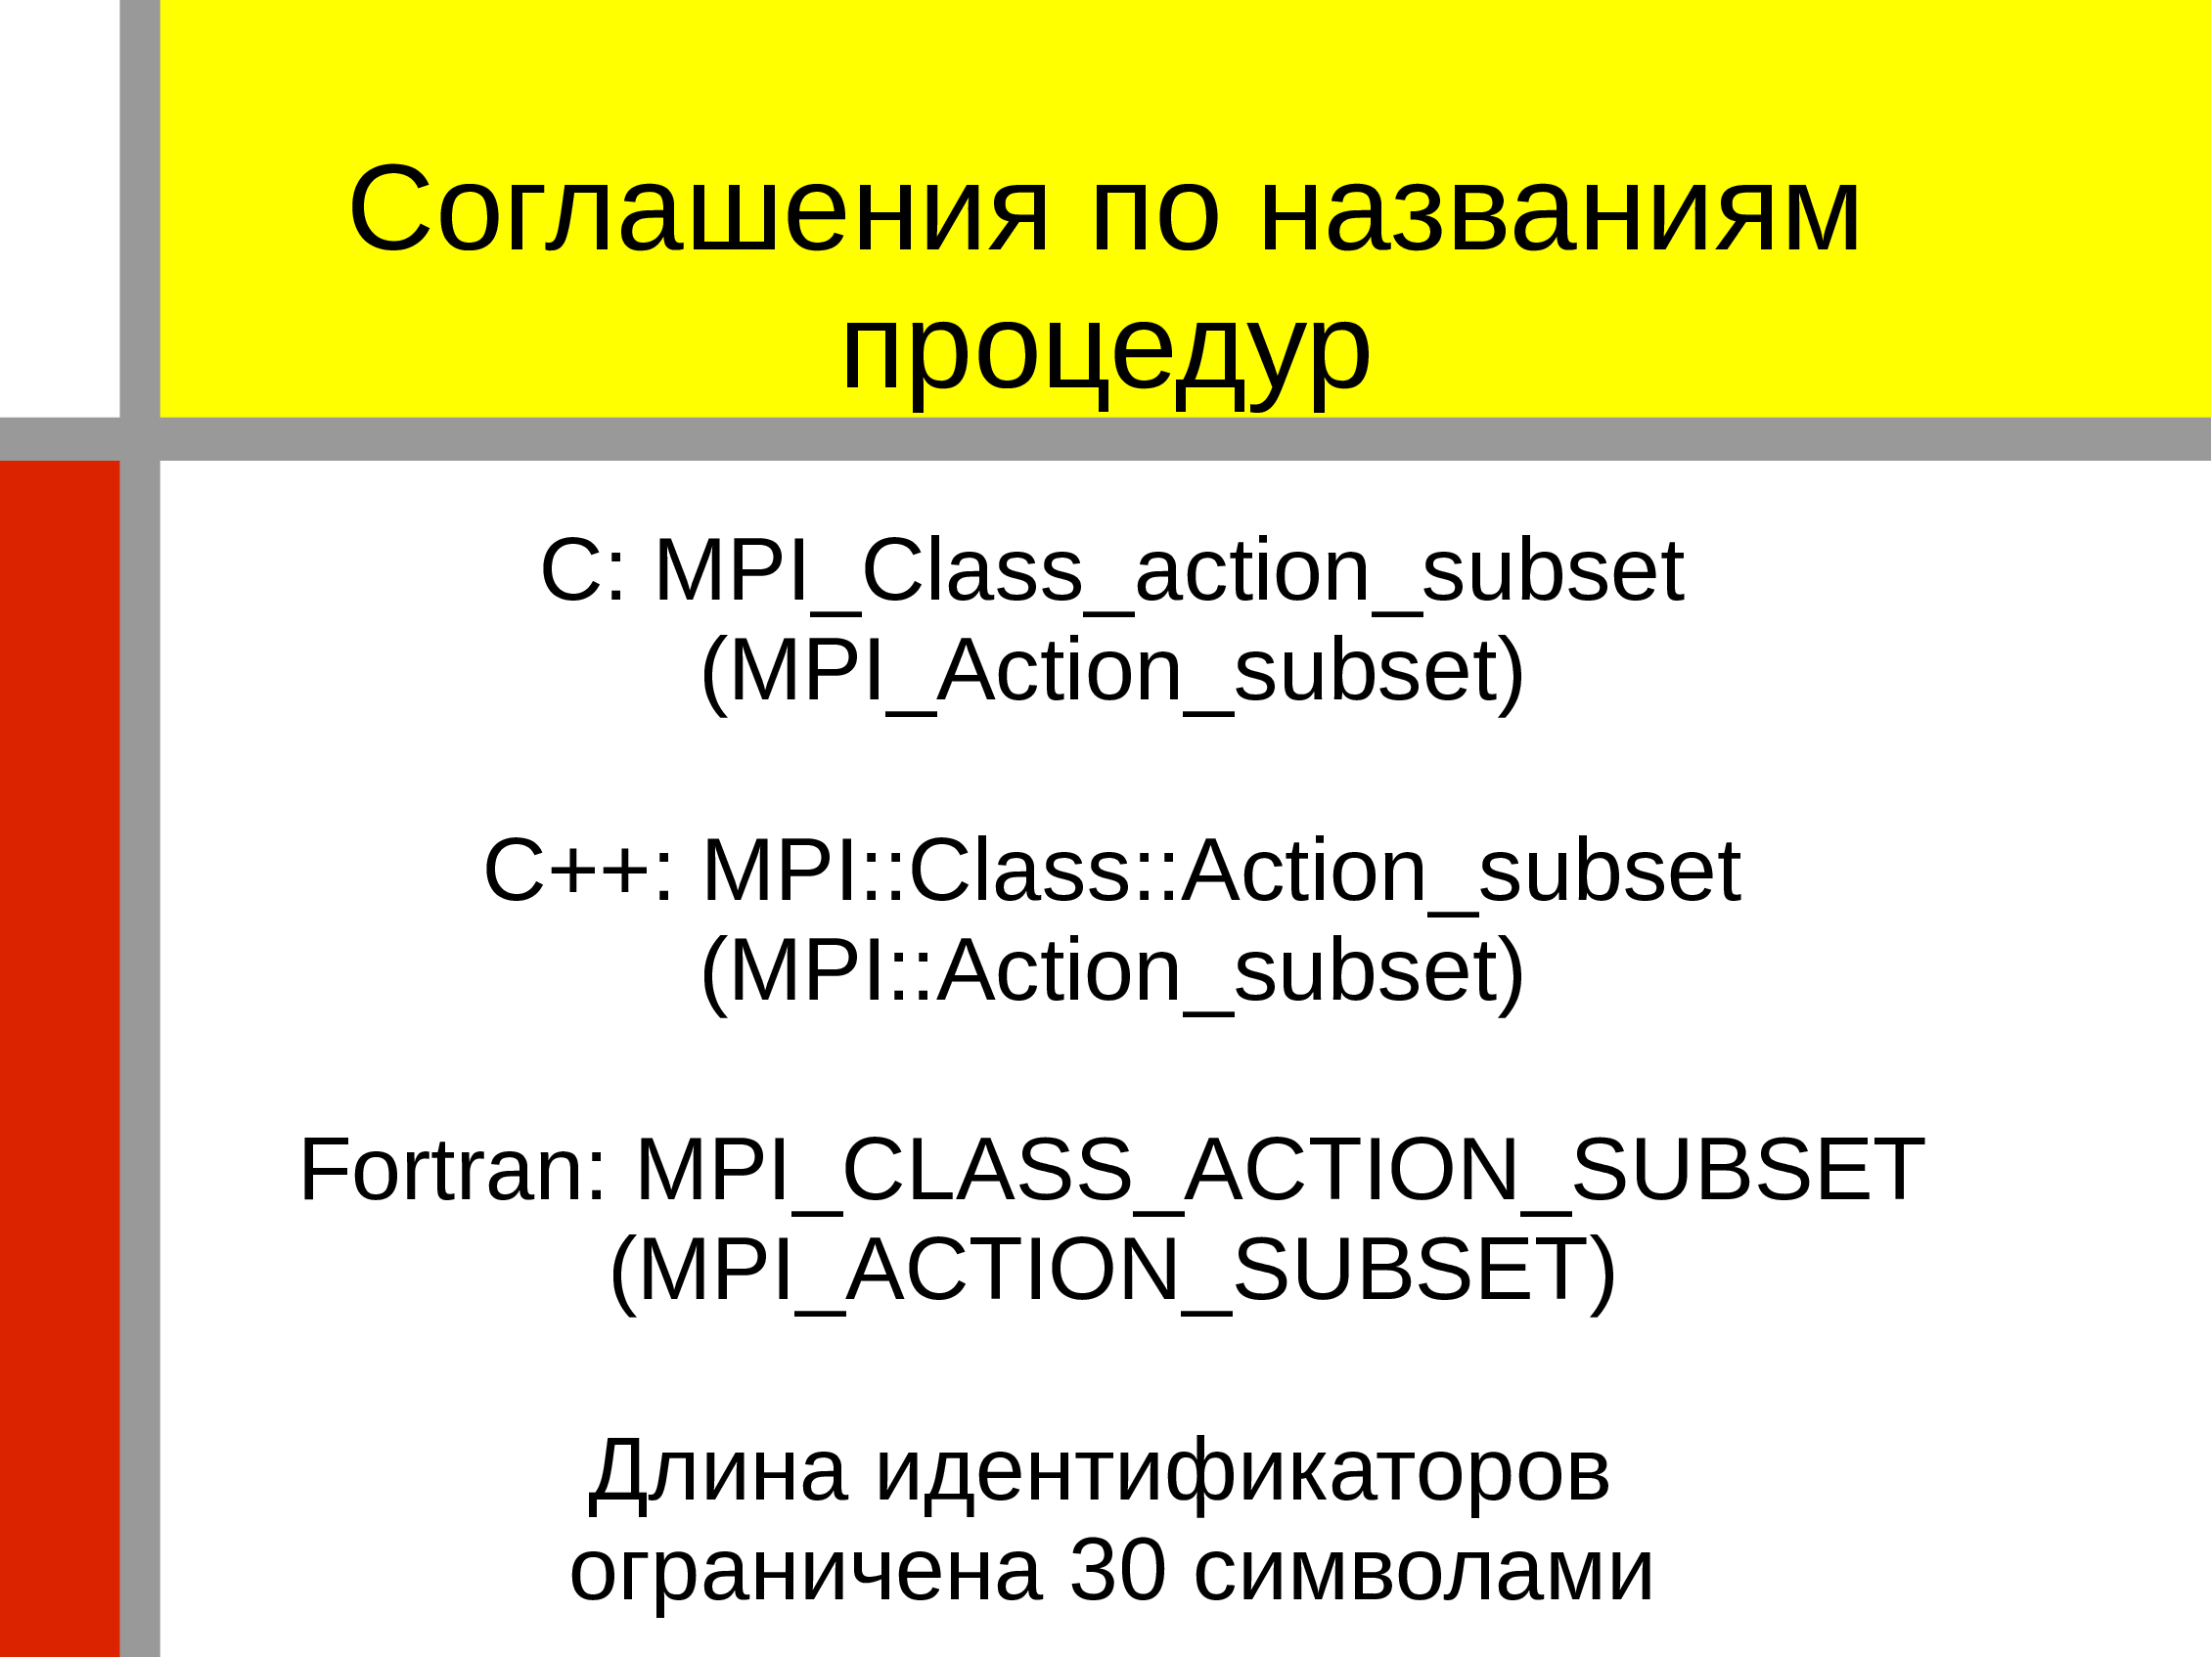 Соглашения по названиям
процедур
C: MPI_Class_action_subset
(MPI_Action_subset)
C++: MPI::Class::Action_subset
(MPI::Action_subset)
Fortran: MPI_CLASS_ACTION_SUBSET
(MPI_ACTION_SUBSET)
Длина идентификаторов
ограничена 30 символами